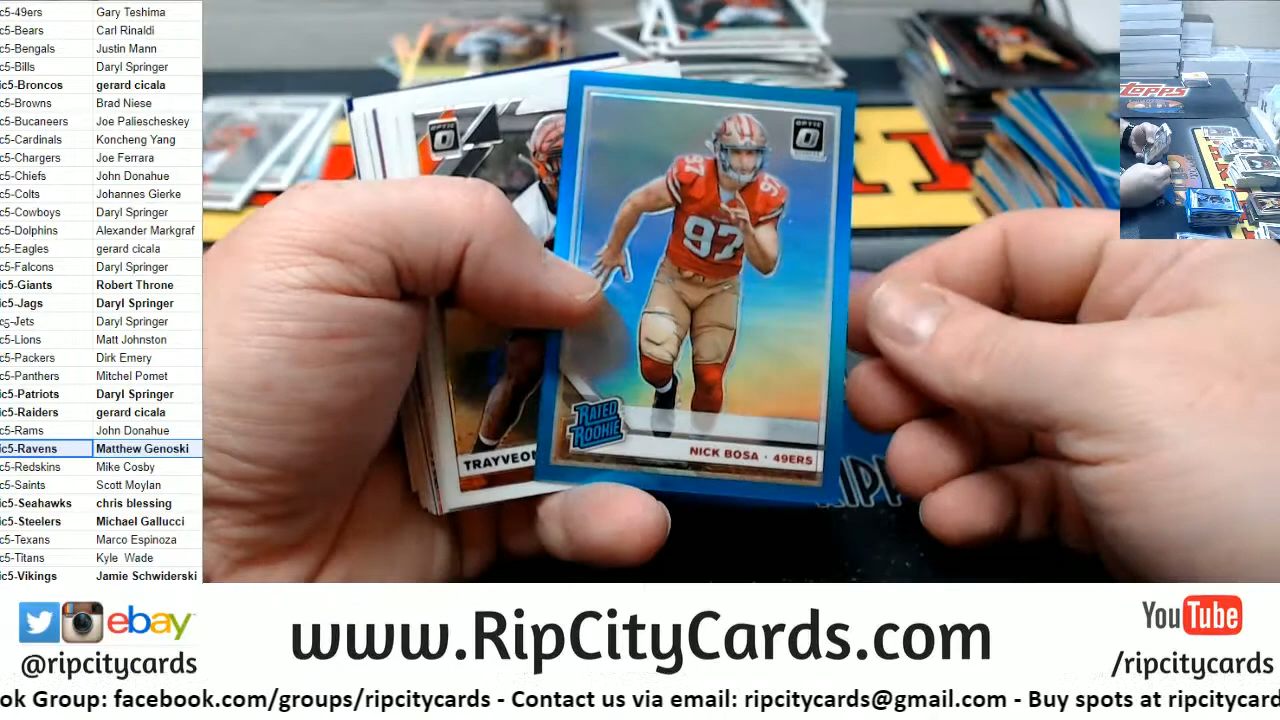 c5-49ers Gary Teshima
c5-Bears Carl Rinaldi
c5-Bengals Justin Mann
c5-Bills Daryl Springer
ic5-Broncos gerard cicala
c5-Browns Brad Niese
c5-Bucaneers Joe Paliescheskey
c5-Cardinals Koncheng Yang
c5-Chargers Joe Ferrara
c5-Chiefs John Donahue
c5-Colts Johannes Gierke
c5-Cowboys Daryl Springer
c5-Dolphins Alexander Markgraf
c5-Eagles gerard cicala
c5-Falcons Daryl Springer
ic5-Giants Robert Throne
ic5-Jags Daryl Springer
c5-Jets Daryl Springer
c5-Lions Matt Johnston
c5-Packers Dirk Emery
c5-Panthers Mitchel Pomet
ic5-Patriots Daryl Springer
ic5-Raiders gerard cicala
c5-Rams John Donahue
ic5-Ravens Matthew Genoski
c5-Redskins Mike Cosby
c5-Saints Scott Moylan
ic5-Seahawks chris blessing
ic5-Steelers Michael Gallucci
c5-Texans Marco Espinoza
c5-Titans Kyle Wade
ic5-Vikings Jamie Schwiderski
OPTIC
OPTIC
97
97
97
RATED ROOKIE
NICK BOSA · 49ERS
TRAYVEON
RIPP
Topps
ebay
@ripcitycards
www.RipCityCards.com
YouTube
/ripcitycards
ok Group: facebook.com/groups/ripcitycards - Contact us via email: ripcitycards@gmail.com - Buy spots at ripcitycard